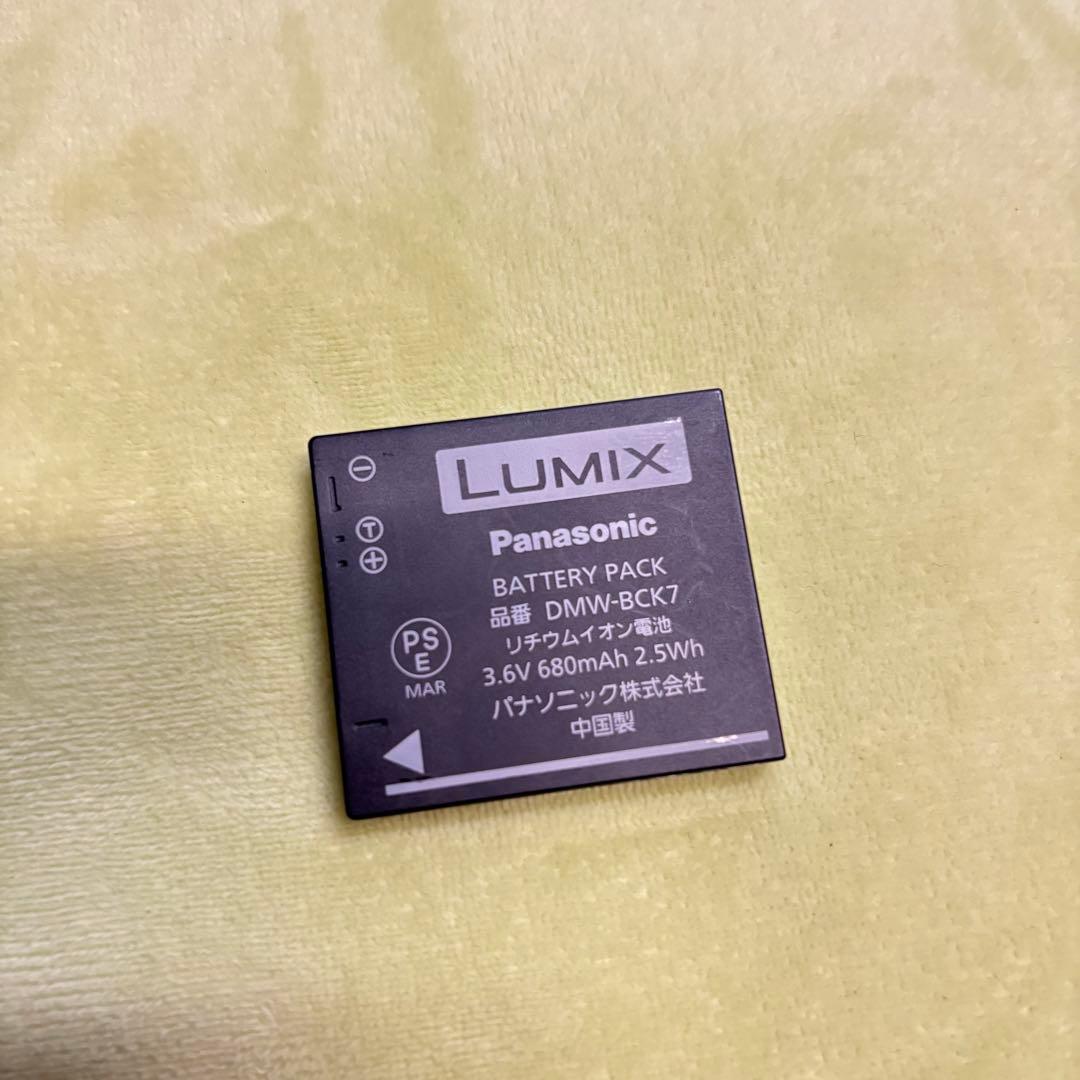 LUMIX
Panasonic
BATTERY PACK
品番 DMW-BCK7
リチウムイオン電池
3.6V 680mAh 2.5Wh
パナソニック株式会社
中国製
T
PS
E
MAR